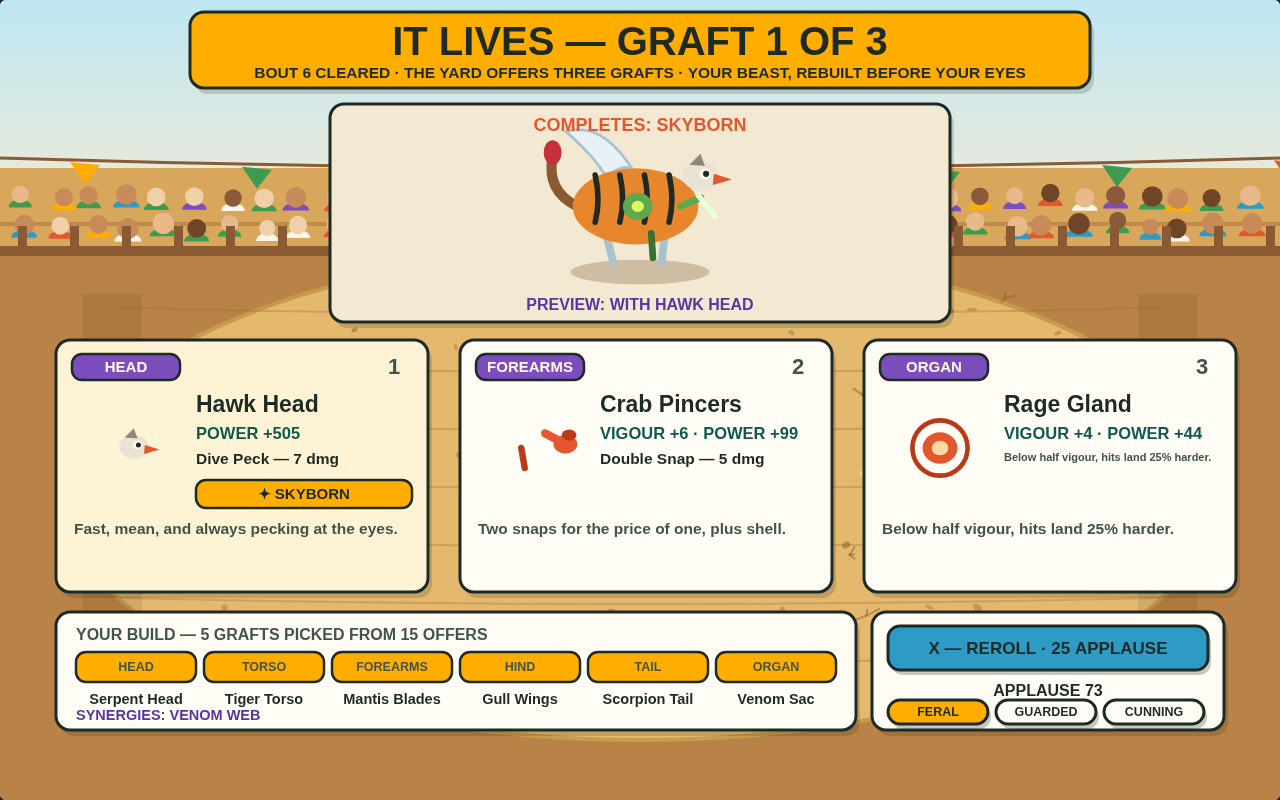 IT LIVES — GRAFT 1 OF 3
BOUT 6 CLEARED · THE YARD OFFERS THREE GRAFTS · YOUR BEAST, REBUILT BEFORE YOUR EYES
COMPLETES: SKYBORN
PREVIEW: WITH HAWK HEAD
HEAD 1
Hawk Head
POWER +505
Dive Peck — 7 dmg
✦ SKYBORN
Fast, mean, and always pecking at the eyes.
FOREARMS 2
Crab Pincers
VIGOUR +6 · POWER +99
Double Snap — 5 dmg
Two snaps for the price of one, plus shell.
ORGAN 3
Rage Gland
VIGOUR +4 · POWER +44
Below half vigour, hits land 25% harder.
Below half vigour, hits land 25% harder.
YOUR BUILD — 5 GRAFTS PICKED FROM 15 OFFERS
HEAD TORSO FOREARMS HIND TAIL ORGAN
Serpent Head Tiger Torso Mantis Blades Gull Wings Scorpion Tail Venom Sac
SYNERGIES: VENOM WEB
X — REROLL · 25 APPLAUSE
APPLAUSE 73
FERAL GUARDED CUNNING